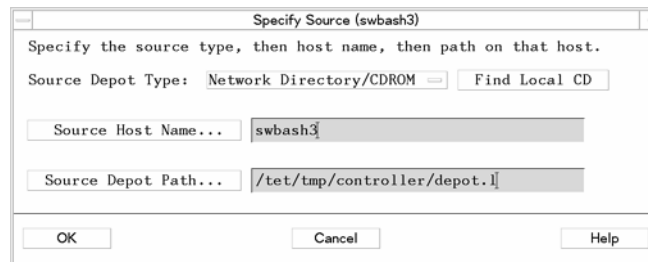 Specify Source (swbash3)
Specify the source type, then host name, then path on that host.
Source Depot Type: Network Directory/CDROM Find Local CD
Source Host Name... swbash3
Source Depot Path... /tet/tmp/controller/depot.l
OK Cancel Help